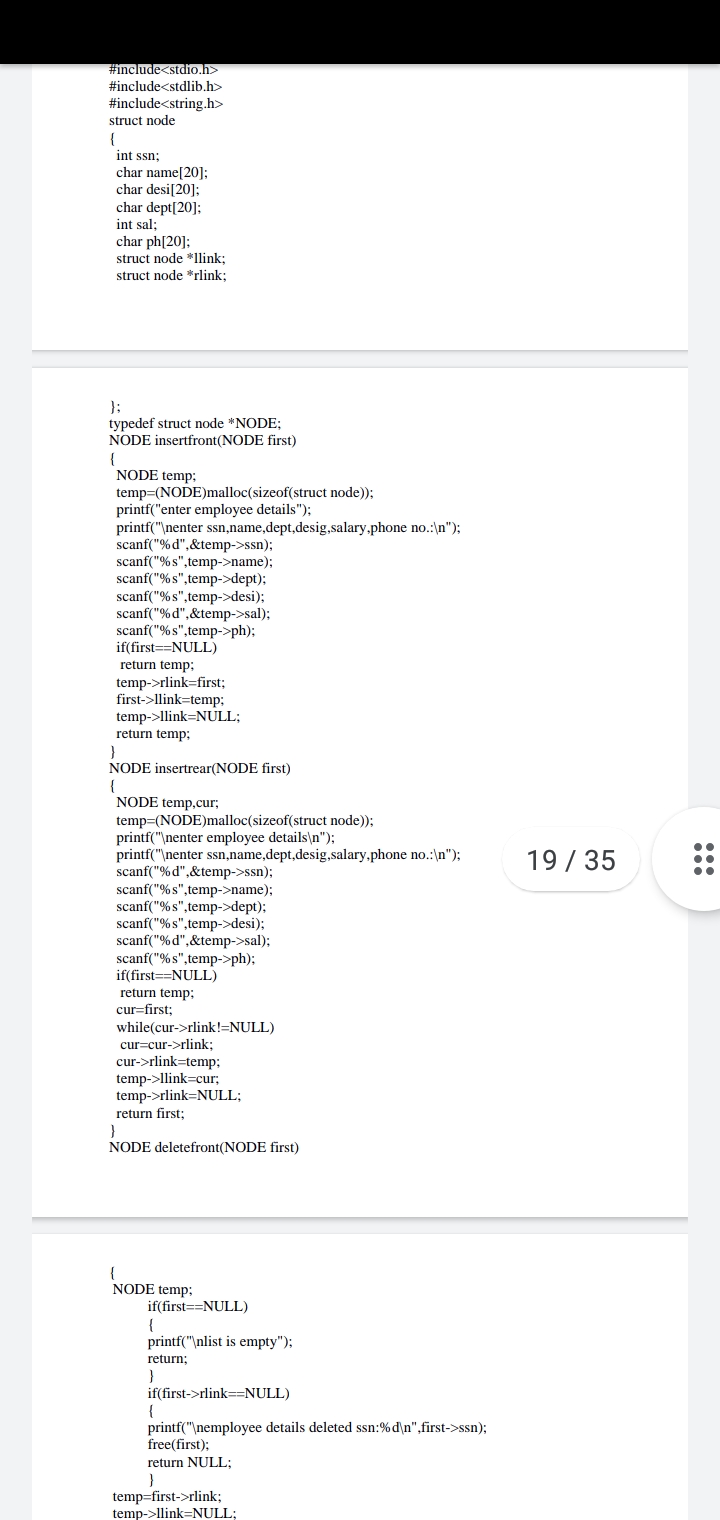 #include<stdio.h>
#include<stdlib.h>
#include<string.h>
struct node
{
int ssn;
char name[20];
char desi[20];
char dept[20];
int sal;
char ph[20];
struct node *llink;
struct node *rlink;
};
typedef struct node *NODE;
NODE insertfront(NODE first)
{
NODE temp;
temp=(NODE)malloc(sizeof(struct node));
printf("enter employee details");
printf("\nenter ssn,name,dept,desig,salary,phone no.:\n");
scanf("%d",&temp->ssn);
scanf("%s",temp->name);
scanf("%s",temp->dept);
scanf("%s",temp->desi);
scanf("%d",&temp->sal);
scanf("%s",temp->ph);
if(first==NULL)
return temp;
temp->rlink=first;
first->llink=temp;
temp->llink=NULL;
return temp;
}
NODE insertrear(NODE first)
{
NODE temp,cur;
temp=(NODE)malloc(sizeof(struct node));
printf("\nenter employee details\n");
printf("\nenter ssn,name,dept,desig,salary,phone no.:\n");
19 / 35
scanf("%d",&temp->ssn);
scanf("%s",temp->name);
scanf("%s",temp->dept);
scanf("%s",temp->desi);
scanf("%d",&temp->sal);
scanf("%s",temp->ph);
if(first==NULL)
return temp;
cur=first;
while(cur->rlink!=NULL)
cur=cur->rlink;
cur->rlink=temp;
temp->llink=cur;
temp->rlink=NULL;
return first;
}
NODE deletefront(NODE first)
{
NODE temp;
if(first==NULL)
{
printf("\nlist is empty");
return;
}
if(first->rlink==NULL)
{
printf("\nemployee details deleted ssn:%d\n",first->ssn);
free(first);
return NULL;
}
temp=first->rlink;
temp->llink=NULL;